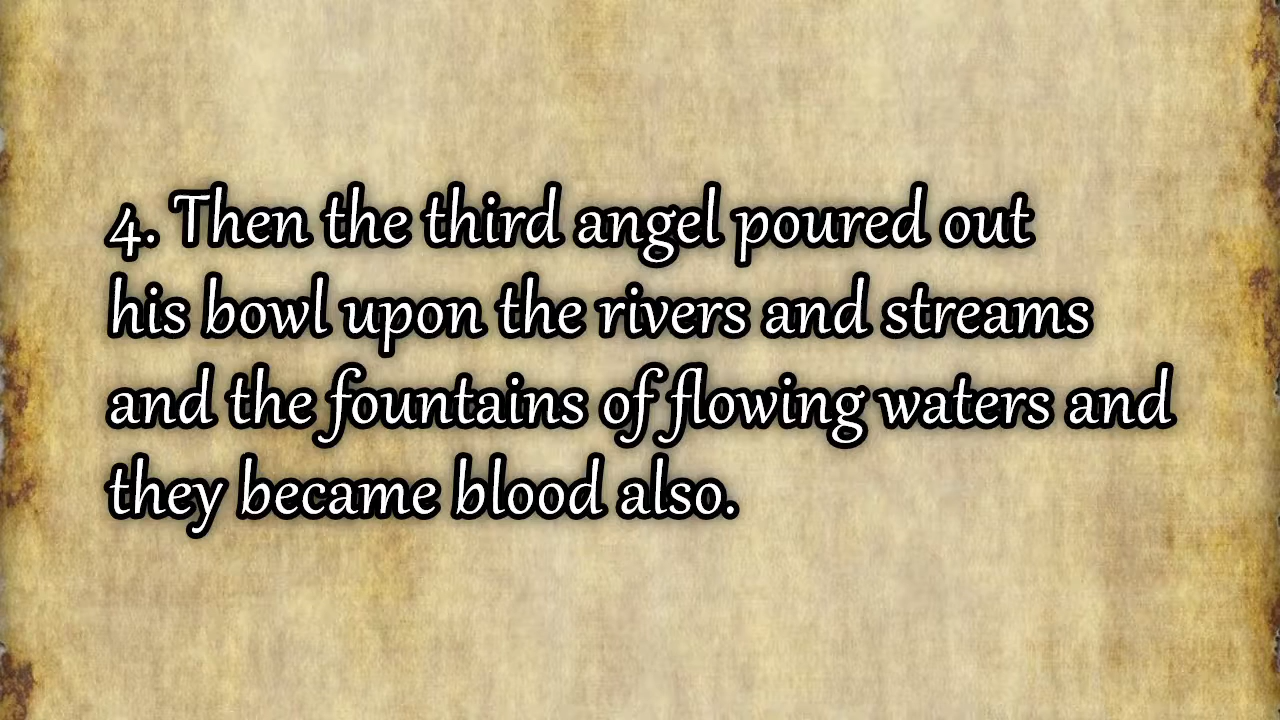 4. Then the third angel poured out
his bowl upon the rivers and streams
and the fountains of flowing waters and
they became blood also.